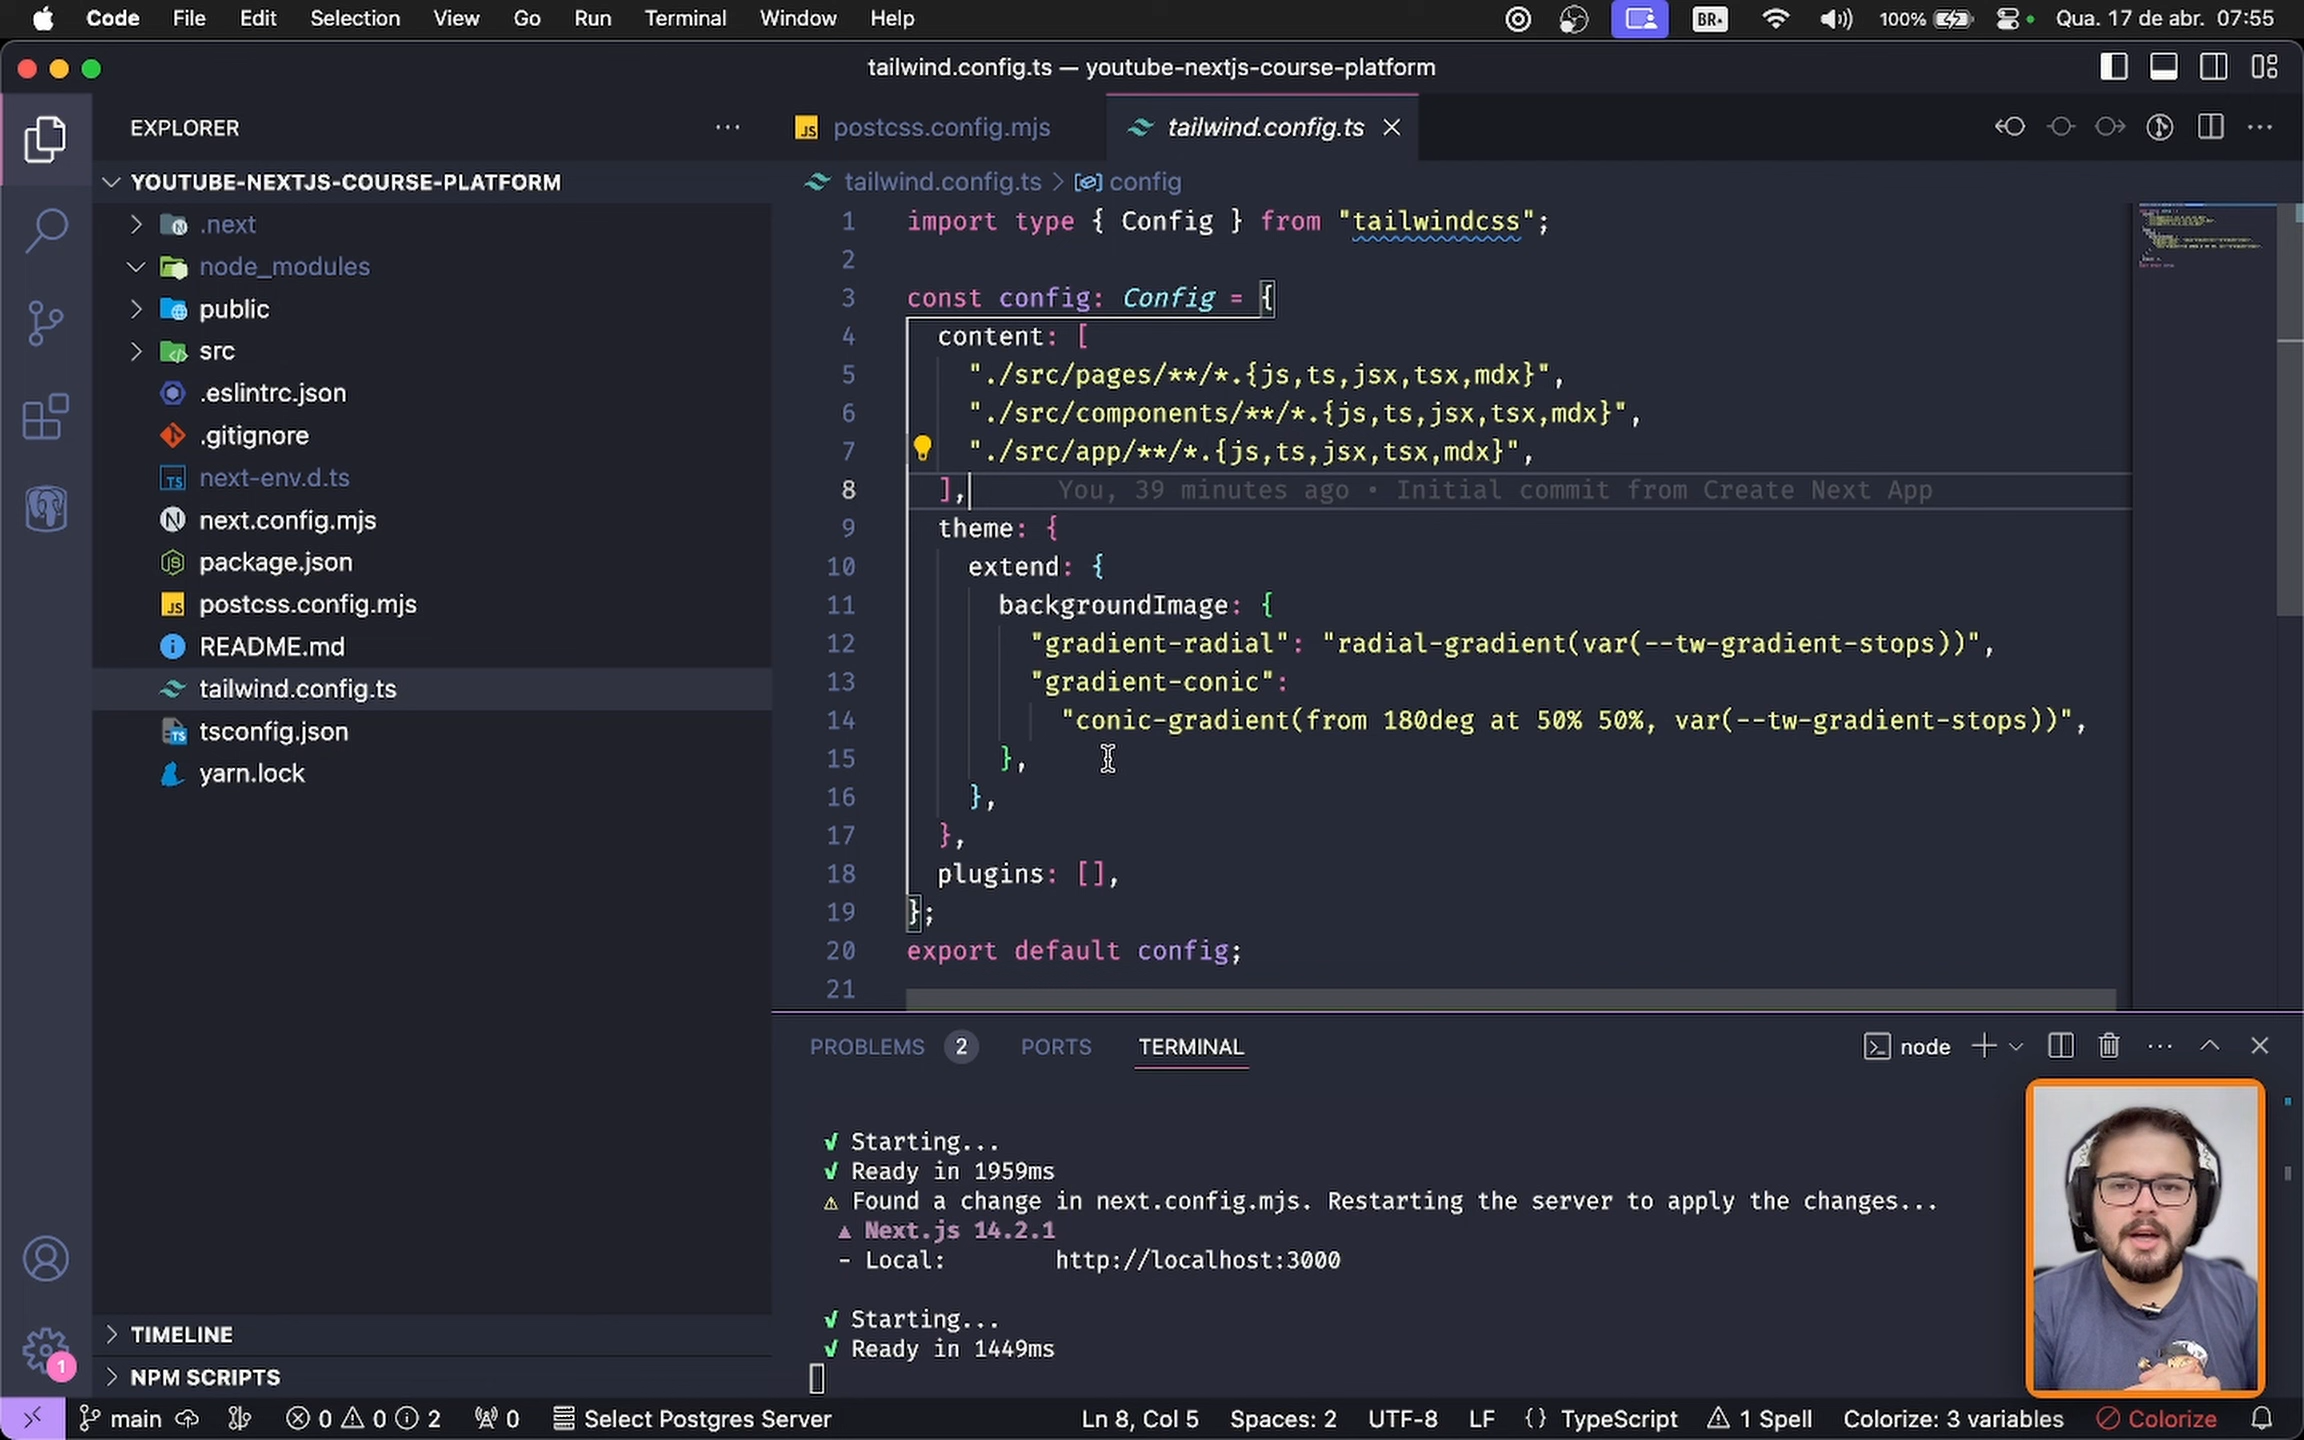 Code File Edit Selection View Go Run Terminal Window Help BR 100% Qua. 17 de abr. 07:55
tailwind.config.ts — youtube-nextjs-course-platform
EXPLORER
YOUTUBE-NEXTJS-COURSE-PLATFORM
.next
node_modules
public
src
.eslintrc.json
.gitignore
next-env.d.ts
next.config.mjs
package.json
postcss.config.mjs
README.md
tailwind.config.ts
tsconfig.json
yarn.lock
TIMELINE
NPM SCRIPTS
1
JS postcss.config.mjs tailwind.config.ts
tailwind.config.ts > config
1 import type { Config } from "tailwindcss";
2
3 const config: Config = {
4 content: [
5 "./src/pages/**/*.{js,ts,jsx,tsx,mdx}",
6 "./src/components/**/*.{js,ts,jsx,tsx,mdx}",
7 "./src/app/**/*.{js,ts,jsx,tsx,mdx}",
8 ], You, 39 minutes ago • Initial commit from Create Next App
9 theme: {
10 extend: {
11 backgroundImage: {
12 "gradient-radial": "radial-gradient(var(--tw-gradient-stops))",
13 "gradient-conic":
14 "conic-gradient(from 180deg at 50% 50%, var(--tw-gradient-stops))",
15 },
16 },
17 },
18 plugins: [],
19 };
20 export default config;
21
PROBLEMS 2 PORTS TERMINAL node
✓ Starting...
✓ Ready in 1959ms
⚠ Found a change in next.config.mjs. Restarting the server to apply the changes...
▲ Next.js 14.2.1
- Local: http://localhost:3000
✓ Starting...
✓ Ready in 1449ms
main 0 0 2 0 Select Postgres Server Ln 8, Col 5 Spaces: 2 UTF-8 LF {} TypeScript 1 Spell Colorize: 3 variables Colorize